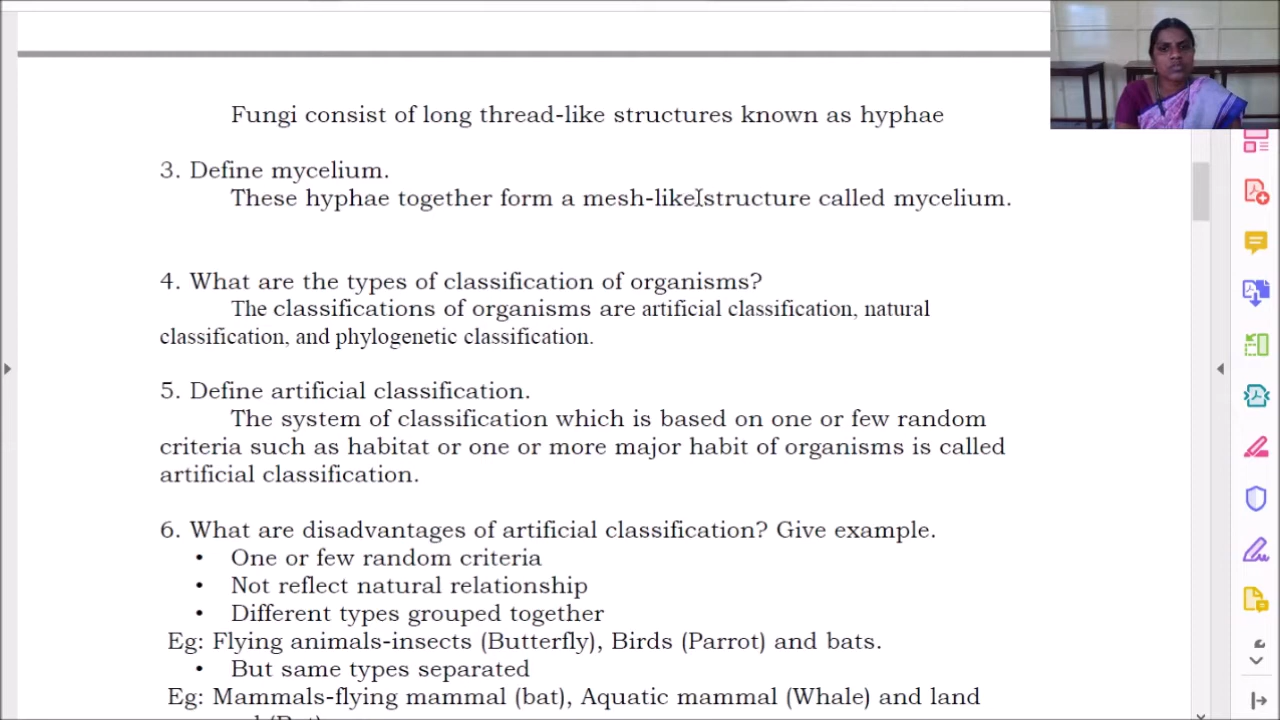 Fungi consist of long thread-like structures known as hyphae
3. Define mycelium.
These hyphae together form a mesh-like structure called mycelium.
4. What are the types of classification of organisms?
The classifications of organisms are artificial classification, natural
classification, and phylogenetic classification.
5. Define artificial classification.
The system of classification which is based on one or few random
criteria such as habitat or one or more major habit of organisms is called
artificial classification.
6. What are disadvantages of artificial classification? Give example.
• One or few random criteria
• Not reflect natural relationship
• Different types grouped together
Eg: Flying animals-insects (Butterfly), Birds (Parrot) and bats.
• But same types separated
Eg: Mammals-flying mammal (bat), Aquatic mammal (Whale) and land